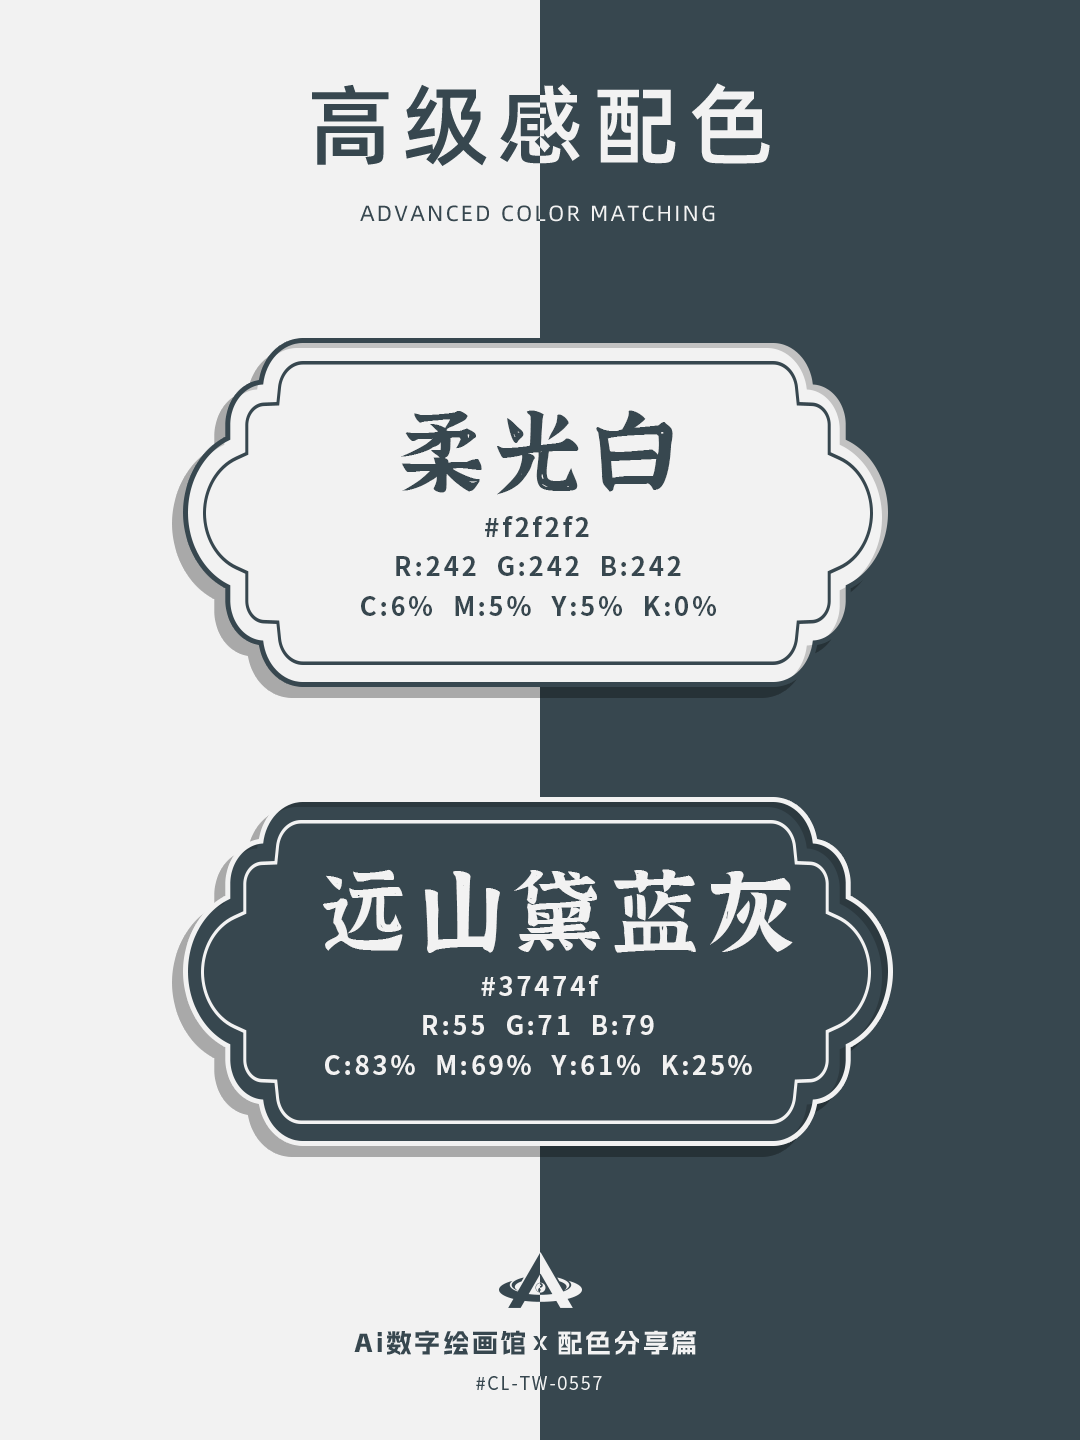 高级感配色
ADVANCED COLOR MATCHING
柔光白
#f2f2f2
R:242 G:242 B:242
C:6% M:5% Y:5% K:0%
远山黛蓝灰
#37474f
R:55 G:71 B:79
C:83% M:69% Y:61% K:25%
Ai数字绘画馆 x 配色分享篇
#CL-TW-0557